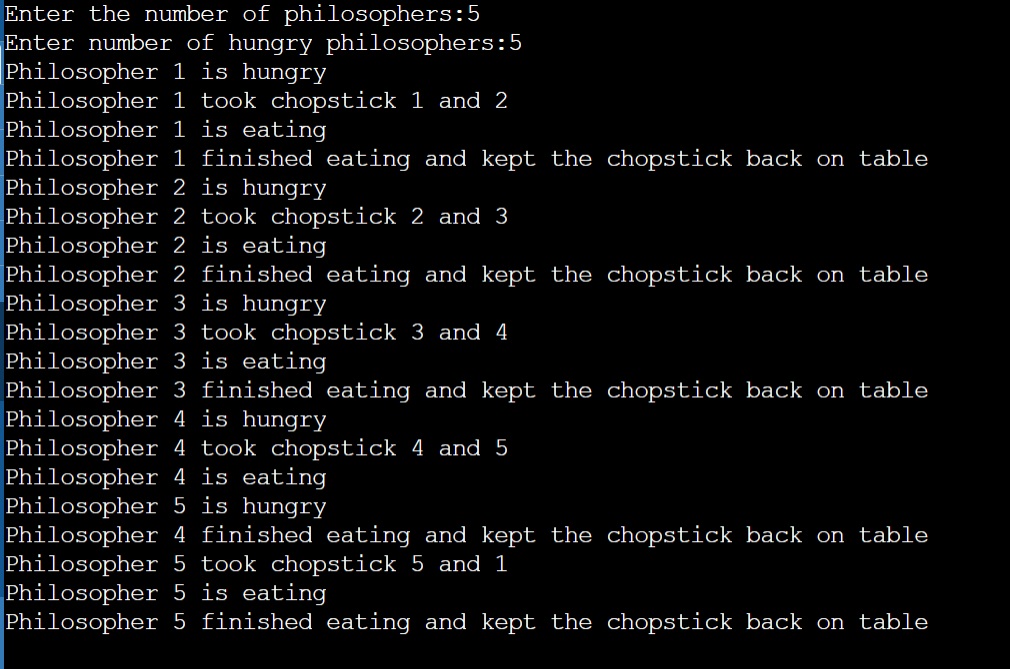 Enter the number of philosophers:5
Enter number of hungry philosophers:5
Philosopher 1 is hungry
Philosopher 1 took chopstick 1 and 2
Philosopher 1 is eating
Philosopher 1 finished eating and kept the chopstick back on table
Philosopher 2 is hungry
Philosopher 2 took chopstick 2 and 3
Philosopher 2 is eating
Philosopher 2 finished eating and kept the chopstick back on table
Philosopher 3 is hungry
Philosopher 3 took chopstick 3 and 4
Philosopher 3 is eating
Philosopher 3 finished eating and kept the chopstick back on table
Philosopher 4 is hungry
Philosopher 4 took chopstick 4 and 5
Philosopher 4 is eating
Philosopher 5 is hungry
Philosopher 4 finished eating and kept the chopstick back on table
Philosopher 5 took chopstick 5 and 1
Philosopher 5 is eating
Philosopher 5 finished eating and kept the chopstick back on table